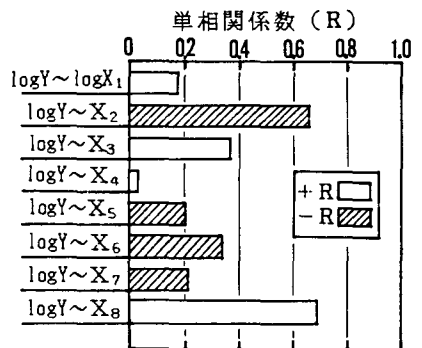 単相関係数（R）
0 0.2 0.4 0.6 0.8 1.0
logY~logX₁
logY~X₂
logY~X₃
logY~X₄
logY~X₅
logY~X₆
logY~X₇
logY~X₈
+R
-R